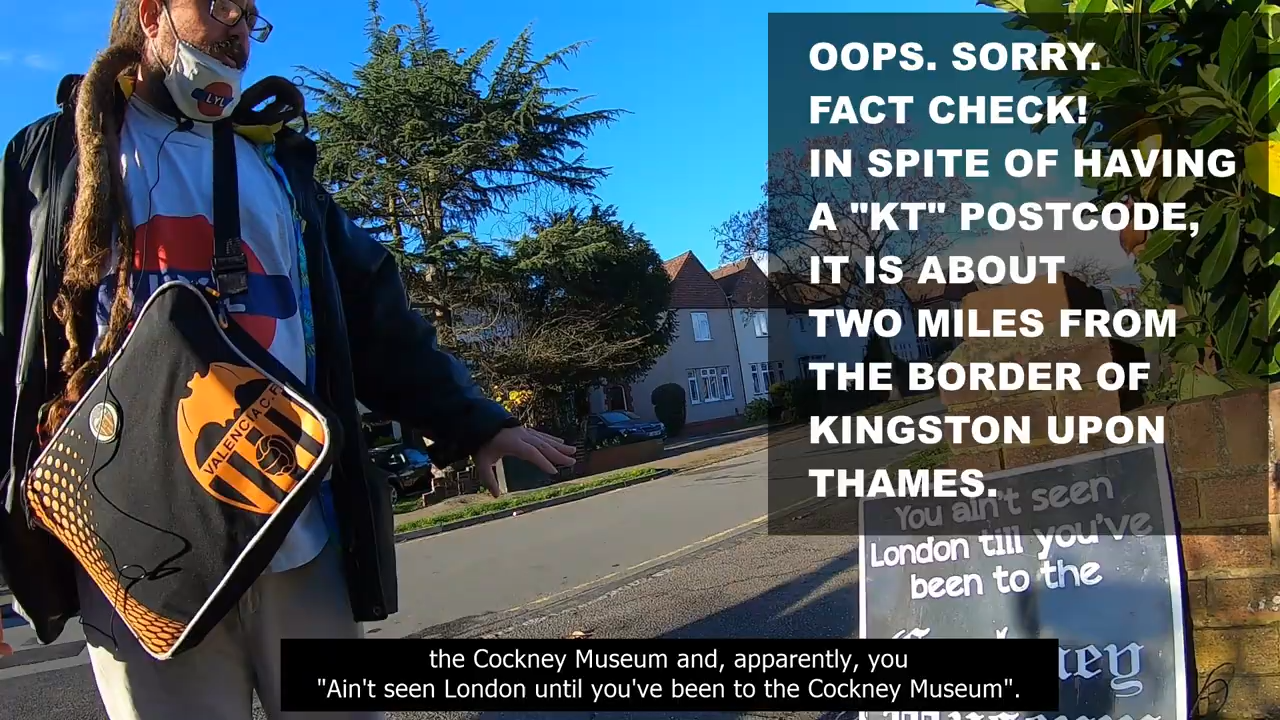 LYL
OOPS. SORRY.
FACT CHECK!
IN SPITE OF HAVING
A "KT" POSTCODE,
IT IS ABOUT
TWO MILES FROM
THE BORDER OF
KINGSTON UPON
THAMES.
VALENCIA C.F.
You ain't seen
London till you've
been to the
the Cockney Museum and, apparently, you
"Ain't seen London until you've been to the Cockney Museum".